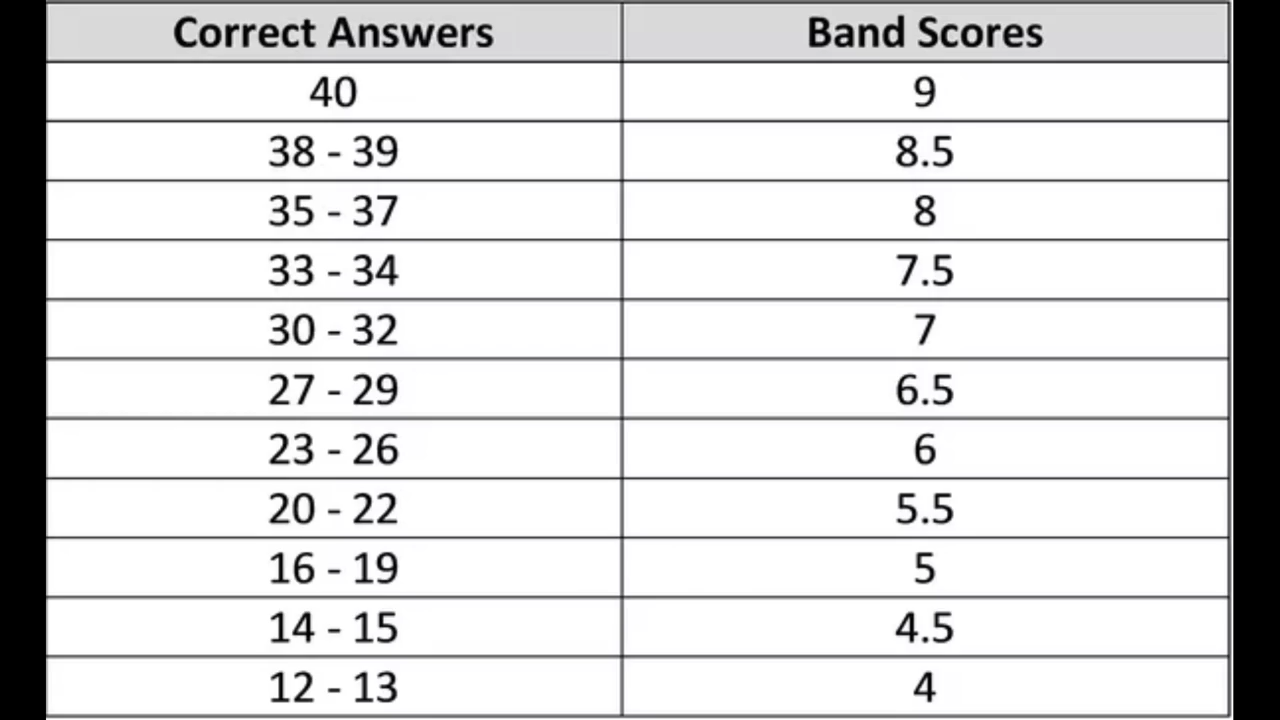 Correct Answers Band Scores
40 9
38 - 39 8.5
35 - 37 8
33 - 34 7.5
30 - 32 7
27 - 29 6.5
23 - 26 6
20 - 22 5.5
16 - 19 5
14 - 15 4.5
12 - 13 4